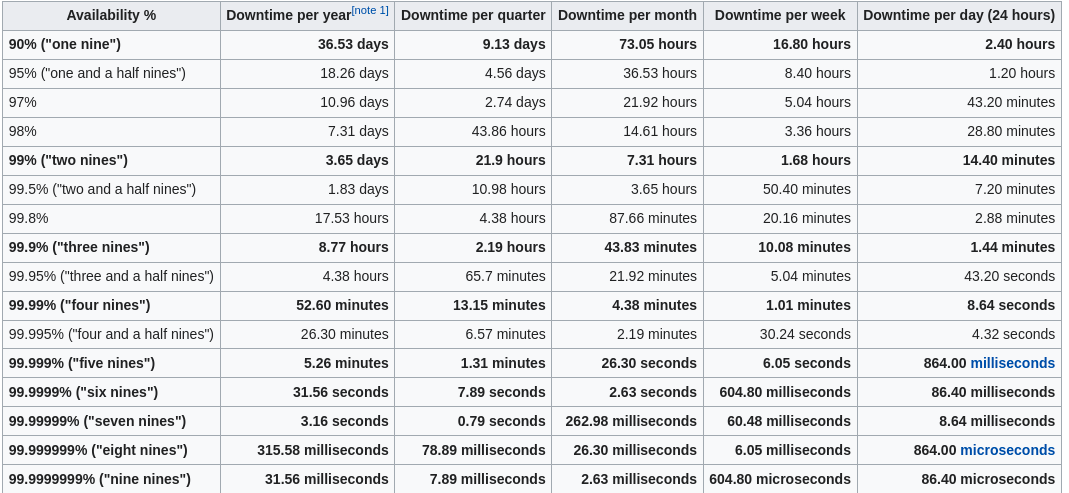 Availability % Downtime per year[note 1] Downtime per quarter Downtime per month Downtime per week Downtime per day (24 hours)
90% ("one nine") 36.53 days 9.13 days 73.05 hours 16.80 hours 2.40 hours
95% ("one and a half nines") 18.26 days 4.56 days 36.53 hours 8.40 hours 1.20 hours
97% 10.96 days 2.74 days 21.92 hours 5.04 hours 43.20 minutes
98% 7.31 days 43.86 hours 14.61 hours 3.36 hours 28.80 minutes
99% ("two nines") 3.65 days 21.9 hours 7.31 hours 1.68 hours 14.40 minutes
99.5% ("two and a half nines") 1.83 days 10.98 hours 3.65 hours 50.40 minutes 7.20 minutes
99.8% 17.53 hours 4.38 hours 87.66 minutes 20.16 minutes 2.88 minutes
99.9% ("three nines") 8.77 hours 2.19 hours 43.83 minutes 10.08 minutes 1.44 minutes
99.95% ("three and a half nines") 4.38 hours 65.7 minutes 21.92 minutes 5.04 minutes 43.20 seconds
99.99% ("four nines") 52.60 minutes 13.15 minutes 4.38 minutes 1.01 minutes 8.64 seconds
99.995% ("four and a half nines") 26.30 minutes 6.57 minutes 2.19 minutes 30.24 seconds 4.32 seconds
99.999% ("five nines") 5.26 minutes 1.31 minutes 26.30 seconds 6.05 seconds 864.00 milliseconds
99.9999% ("six nines") 31.56 seconds 7.89 seconds 2.63 seconds 604.80 milliseconds 86.40 milliseconds
99.99999% ("seven nines") 3.16 seconds 0.79 seconds 262.98 milliseconds 60.48 milliseconds 8.64 milliseconds
99.999999% ("eight nines") 315.58 milliseconds 78.89 milliseconds 26.30 milliseconds 6.05 milliseconds 864.00 microseconds
99.9999999% ("nine nines") 31.56 milliseconds 7.89 milliseconds 2.63 milliseconds 604.80 microseconds 86.40 microseconds